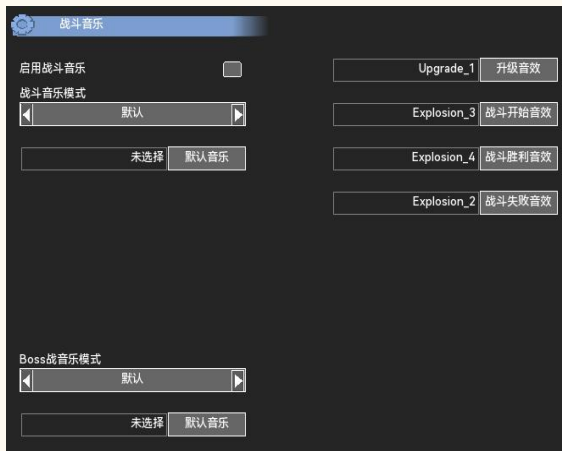 战斗音乐
启用战斗音乐
战斗音乐模式
默认
未选择 默认音乐
Upgrade_1 升级音效
Explosion_3 战斗开始音效
Explosion_4 战斗胜利音效
Explosion_2 战斗失败音效
Boss战音乐模式
默认
未选择 默认音乐